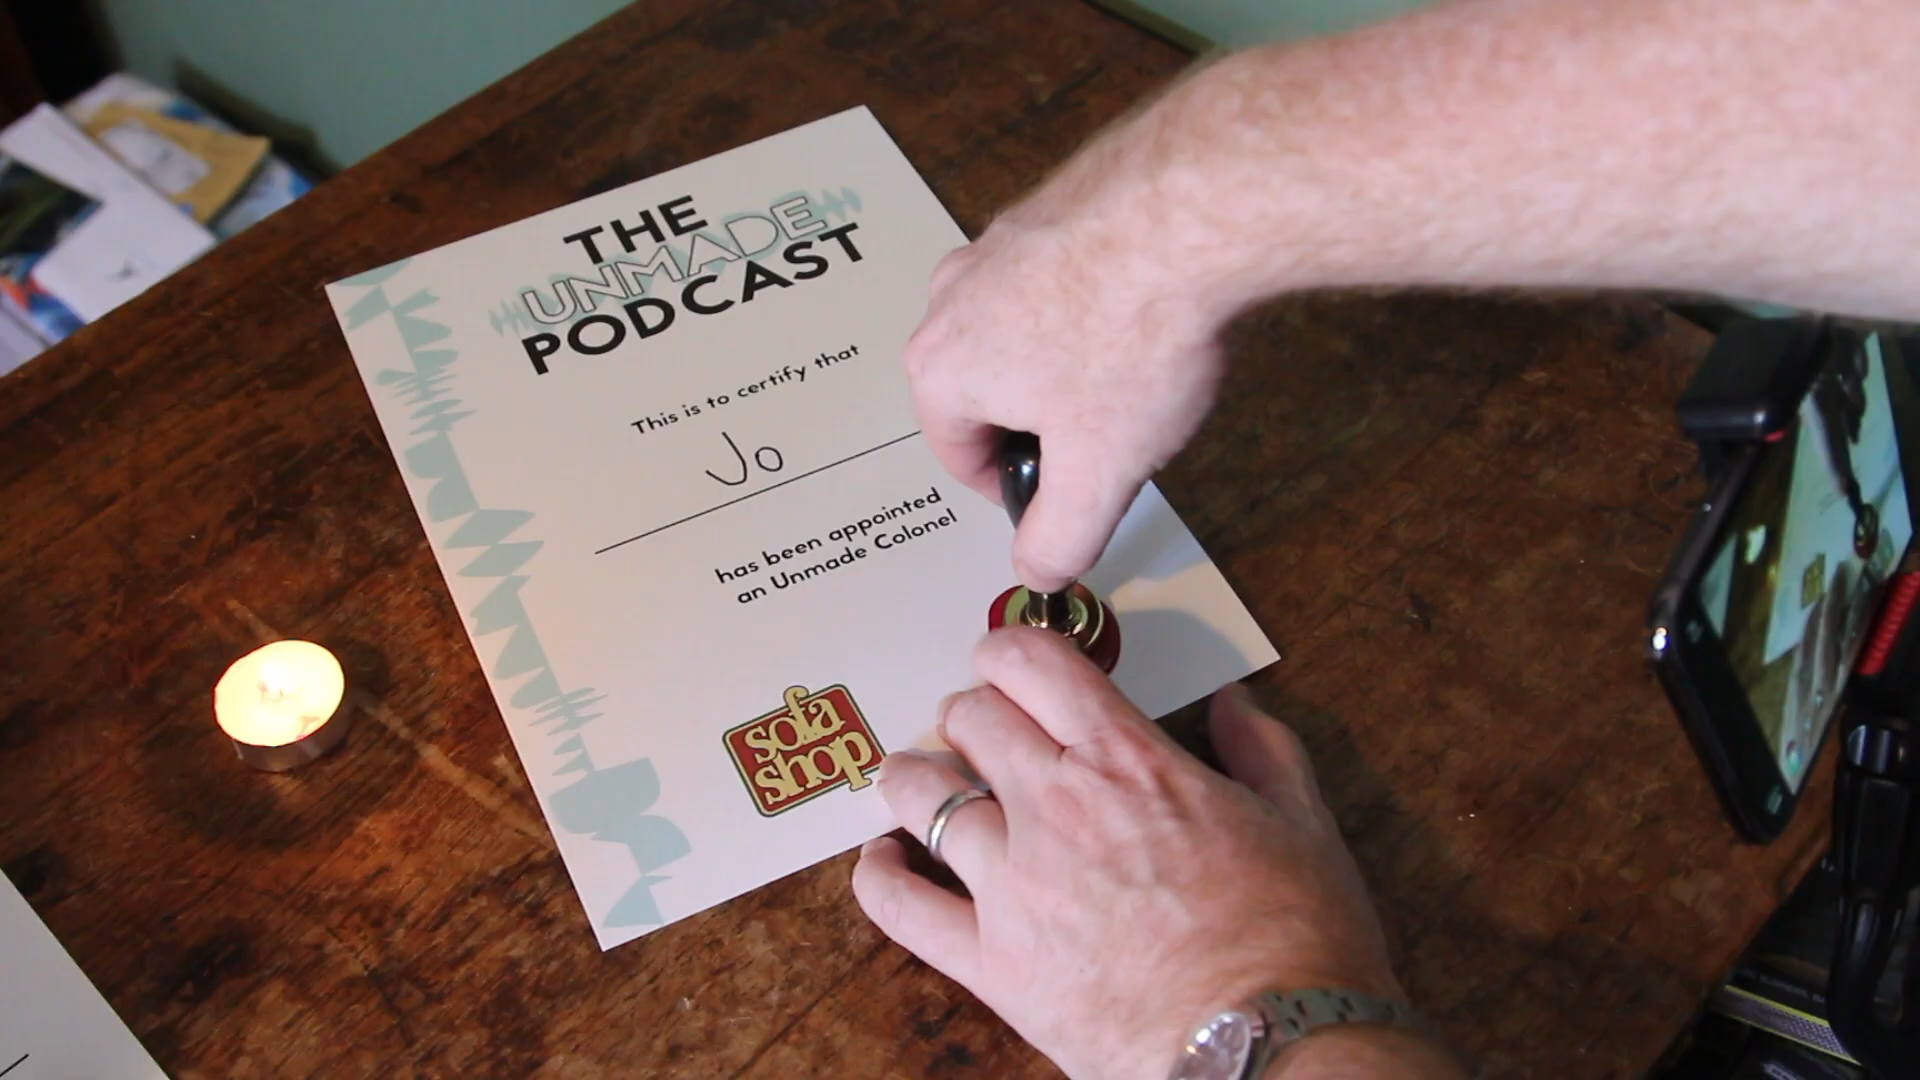 THE
UNMADE
PODCAST
This is to certify that
Jo
has been appointed
an Unmade Colonel
sofa
shop